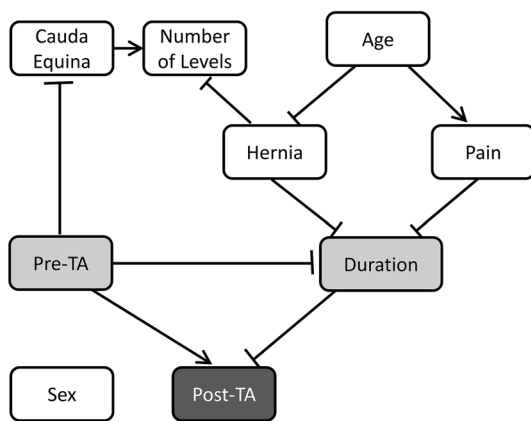 Cauda
Equina
Number
of Levels
Age
Hernia
Pain
Pre-TA
Duration
Sex
Post-TA